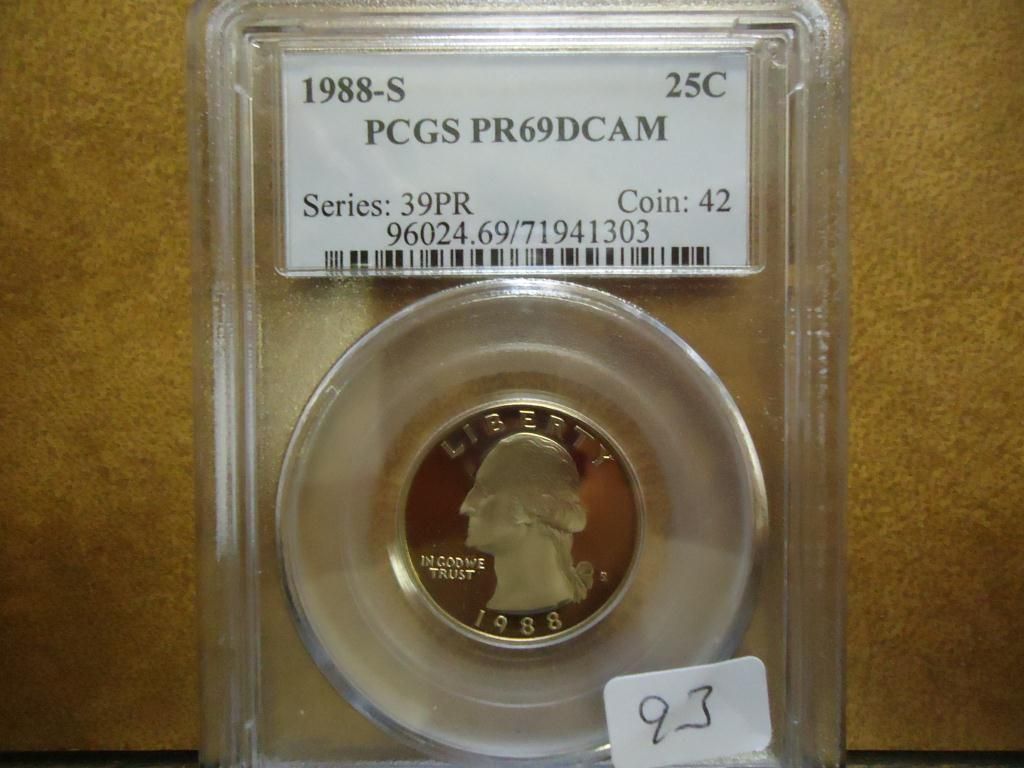 1988-S 25C
PCGS PR69DCAM
Series: 39PR Coin: 42
96024.69/71941303
LIBERTY
IN GOD WE
TRUST
S
1988
93